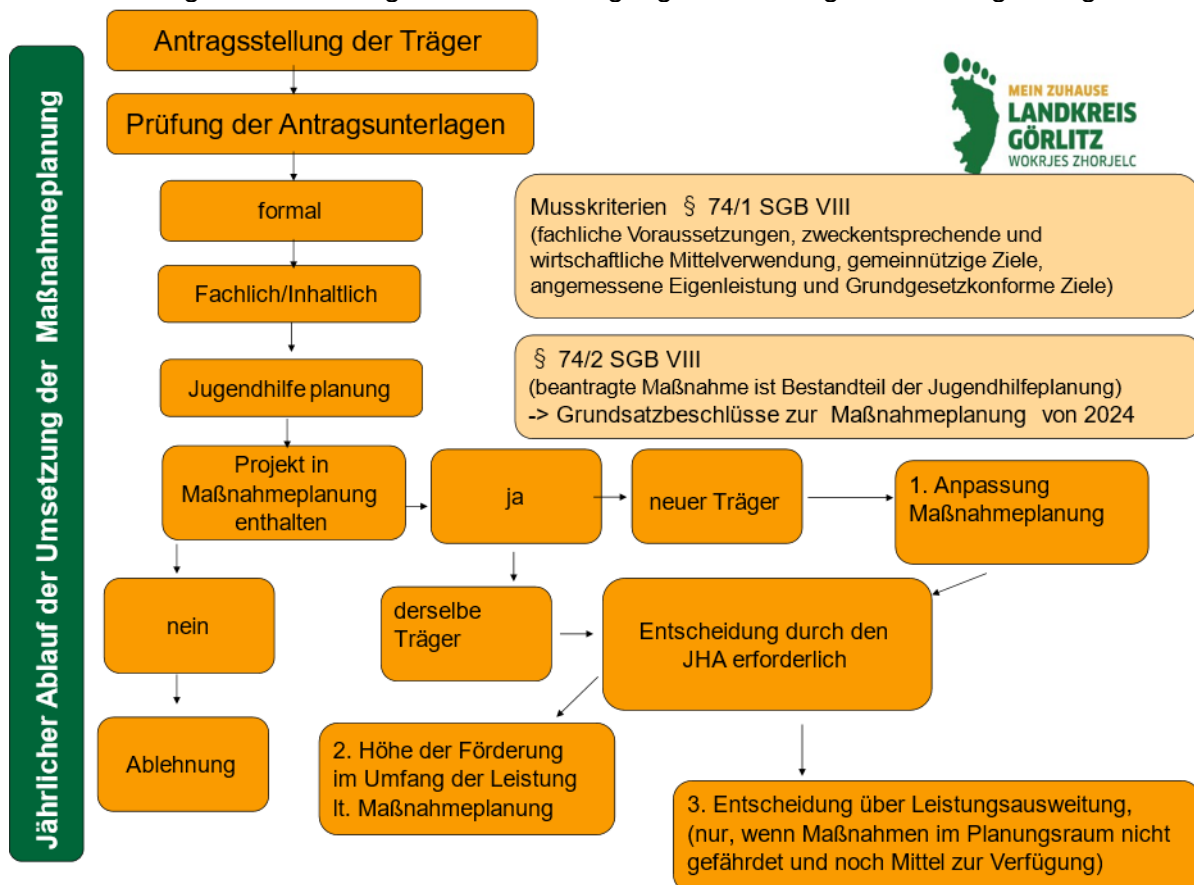 Antragsstellung der Träger
Prüfung der Antragsunterlagen
formal
Fachlich/Inhaltlich
Jugendhilfe planung
Projekt in
Maßnahmeplanung
enthalten
nein
Ablehnung
ja
neuer Träger
1. Anpassung
Maßnahmeplanung
derselbe
Träger
Entscheidung durch den
JHA erforderlich
2. Höhe der Förderung
im Umfang der Leistung
lt. Maßnahmeplanung
3. Entscheidung über Leistungsausweitung,
(nur, wenn Maßnahmen im Planungsraum nicht
gefährdet und noch Mittel zur Verfügung)
Musskriterien § 74/1 SGB VIII
(fachliche Voraussetzungen, zweckentsprechende und
wirtschaftliche Mittelverwendung, gemeinnützige Ziele,
angemessene Eigenleistung und Grundgesetzkonforme Ziele)
§ 74/2 SGB VIII
(beantragte Maßnahme ist Bestandteil der Jugendhilfeplanung)
-> Grundsatzbeschlüsse zur Maßnahmeplanung von 2024
MEIN ZUHAUSE
LANDKREIS
GÖRLITZ
WOKRJES ZHORJELC
Jährlicher Ablauf der Umsetzung der Maßnahmeplanung